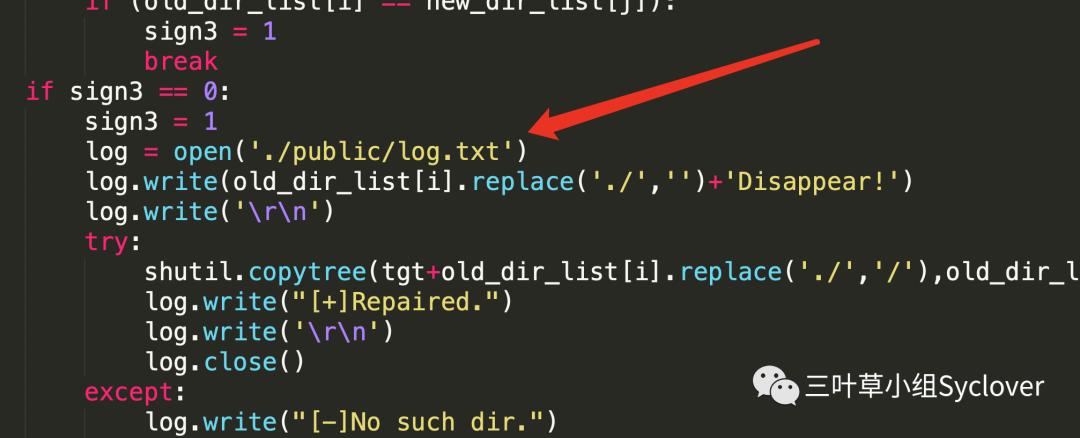 if (old_dir_list[i] == new_dir_list[j]):
sign3 = 1
break
if sign3 == 0:
sign3 = 1
log = open('./public/log.txt')
log.write(old_dir_list[i].replace('./','')+'Disappear!')
log.write('\r\n')
try:
shutil.copytree(tgt+old_dir_list[i].replace('./','/'),old_dir_l
log.write("[+]Repaired.")
log.write('\r\n')
log.close()
except:
log.write("[-]No such dir.")
三叶草小组Syclover